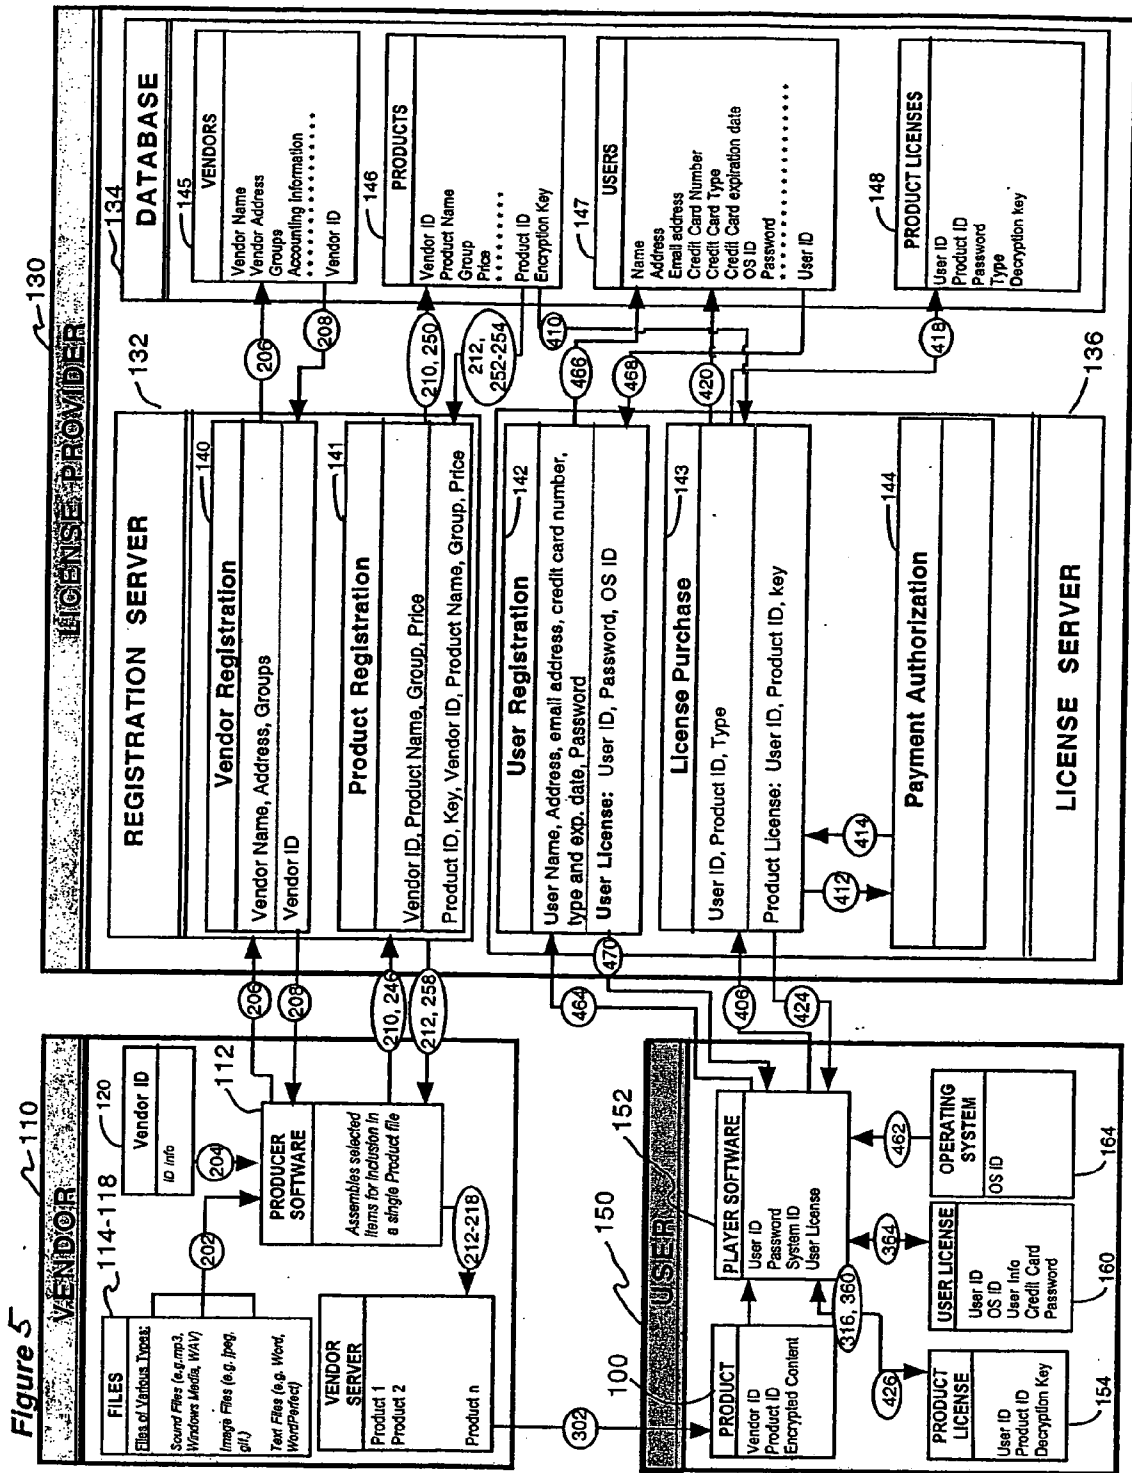 Figure 5
110
VENDOR
114-118
FILES
Files of Various Types:
Sound Files (e.g.mp3,
Windows Media, WAV)
Image Files (e.g. jpeg,
gif.)
Text Files (e.g. Word,
WordPerfect)
202
120
Vendor ID
ID Info
204
112
PRODUCER
SOFTWARE
Assembles selected
items for Inclusion In
a single Product file
212-218
VENDOR
SERVER
Product 1
Product 2
Product n
302
206
208
210, 246
212, 258
130
LICENSE PROVIDER
132
REGISTRATION SERVER
140
Vendor Registration
Vendor Name, Address, Groups
Vendor ID
141
Product Registration
Vendor ID, Product Name, Group, Price
Product ID, Key, Vendor ID, Product Name, Group, Price
142
User Registration
User Name, Address, email address, credit card number,
type and exp. date, Password
User License: User ID, Password, OS ID
143
License Purchase
User ID, Product ID, Type
Product License: User ID, Product ID, key
412
414
144
Payment Authorization
LICENSE SERVER
136
206
208
210, 250
212,
252-254
410
466
468
420
418
134
DATABASE
145
VENDORS
Vendor Name
Vendor Address
Groups
Accounting Information
Vendor ID
146
PRODUCTS
Vendor ID
Product Name
Group
Price
Product ID
Encryption Key
147
USERS
Name
Address
Email address
Credit Card Number
Credit Card Type
Credit Card expiration date
OS ID
Password
User ID
148
PRODUCT LICENSES
User ID
Product ID
Password
Type
Decryption key
464
470
406
424
150
USER
152
100
PRODUCT
Vendor ID
Product ID
Encrypted Content
PLAYER SOFTWARE
User ID
Password
System ID
User License
316, 360
426
364
462
PRODUCT
LICENSE
User ID
Product ID
Decryption Key
154
USER LICENSE
User ID
OS ID
User Info
Credit Card
Password
160
OPERATING
SYSTEM
OS ID
164